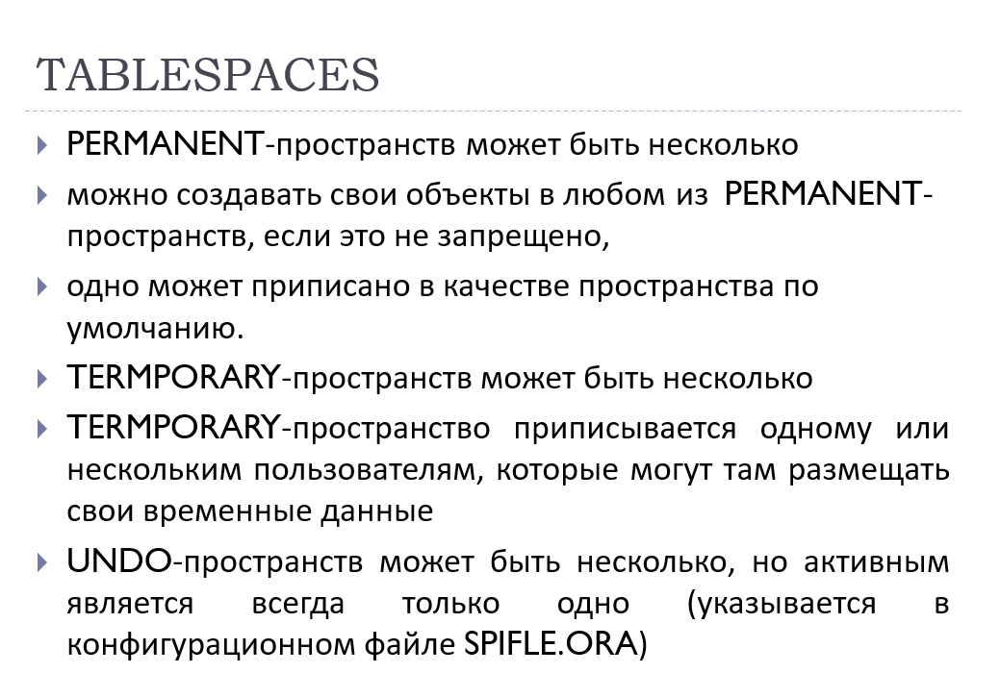 TABLESPACES
PERMANENT-пространств может быть несколько
можно создавать свои объекты в любом из PERMANENT-
пространств, если это не запрещено,
одно может приписано в качестве пространства по
умолчанию.
TERMPORARY-пространств может быть несколько
TERMPORARY-пространство приписывается одному или
нескольким пользователям, которые могут там размещать
свои временные данные
UNDO-пространств может быть несколько, но активным
является всегда только одно (указывается в
конфигурационном файле SPIFLE.ORA)